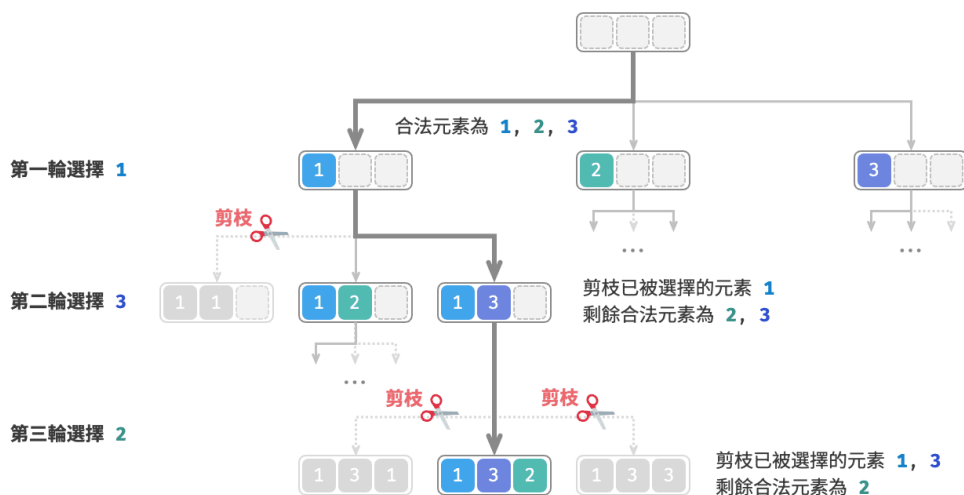 合法元素為 1, 2, 3
第一輪選擇 1
1
2
3
剪枝
...
...
第二輪選擇 3
1 1
1 2
1 3
剪枝已被選擇的元素 1
剩餘合法元素為 2, 3
...
剪枝
剪枝
第三輪選擇 2
1 3 1
1 3 2
1 3 3
剪枝已被選擇的元素 1, 3
剩餘合法元素為 2